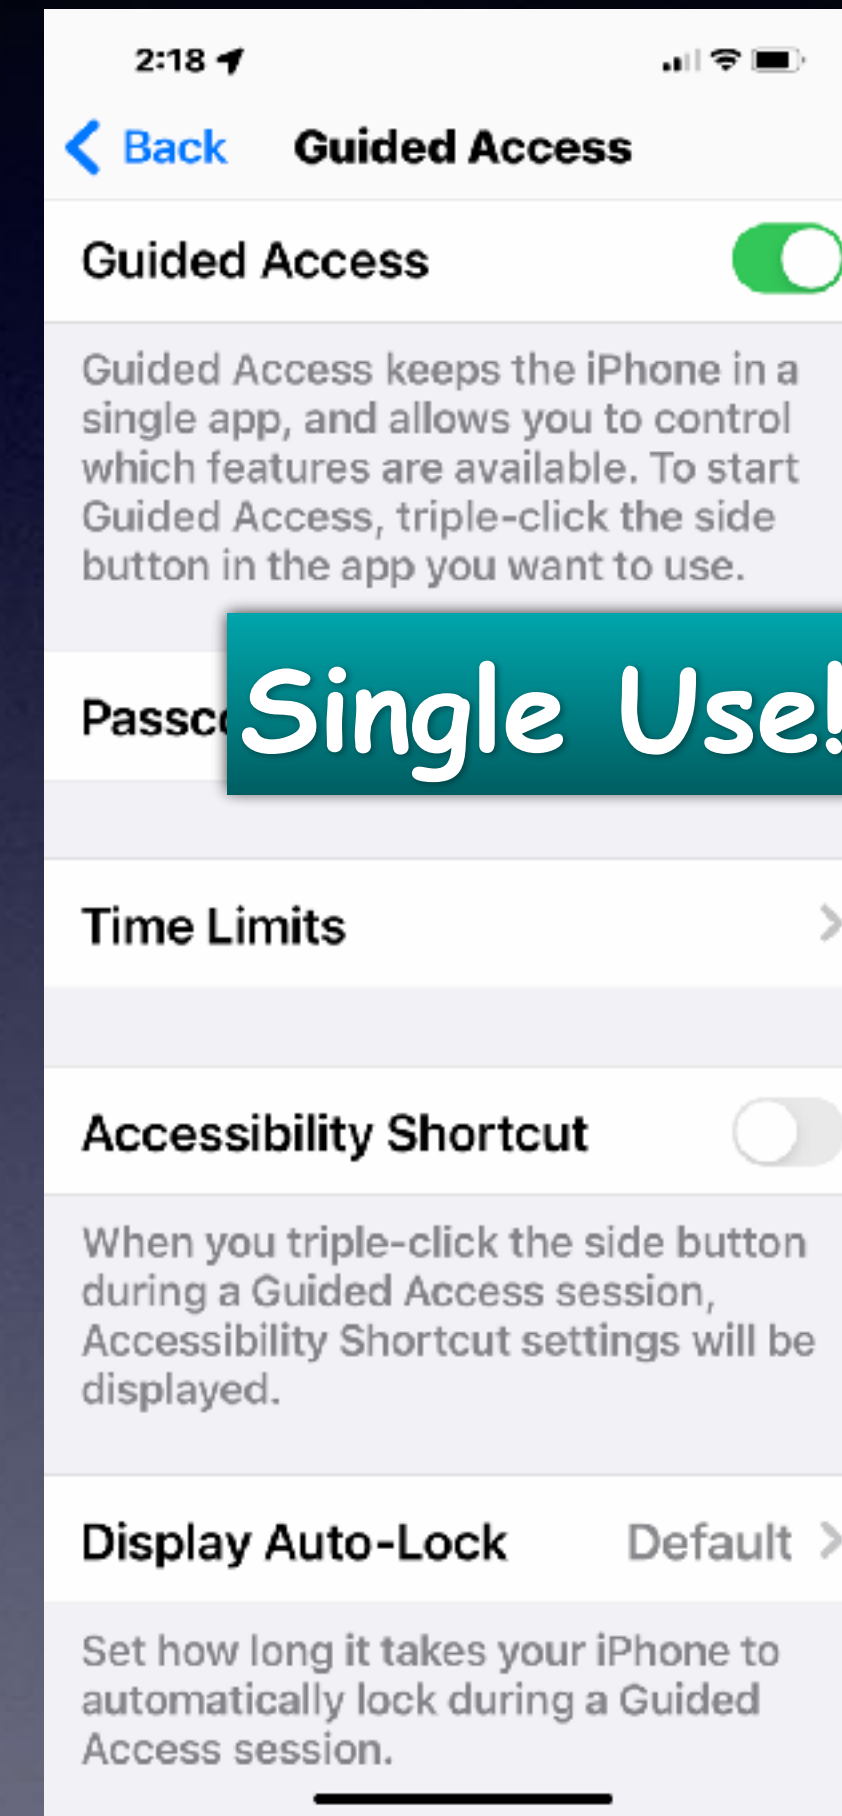 2:18
Back Guided Access
Guided Access
Guided Access keeps the iPhone in a
single app, and allows you to control
which features are available. To start
Guided Access, triple-click the side
button in the app you want to use.
Single Use!
Time Limits
Accessibility Shortcut
When you triple-click the side button
during a Guided Access session,
Accessibility Shortcut settings will be
displayed.
Display Auto-Lock Default
Set how long it takes your iPhone to
automatically lock during a Guided
Access session.